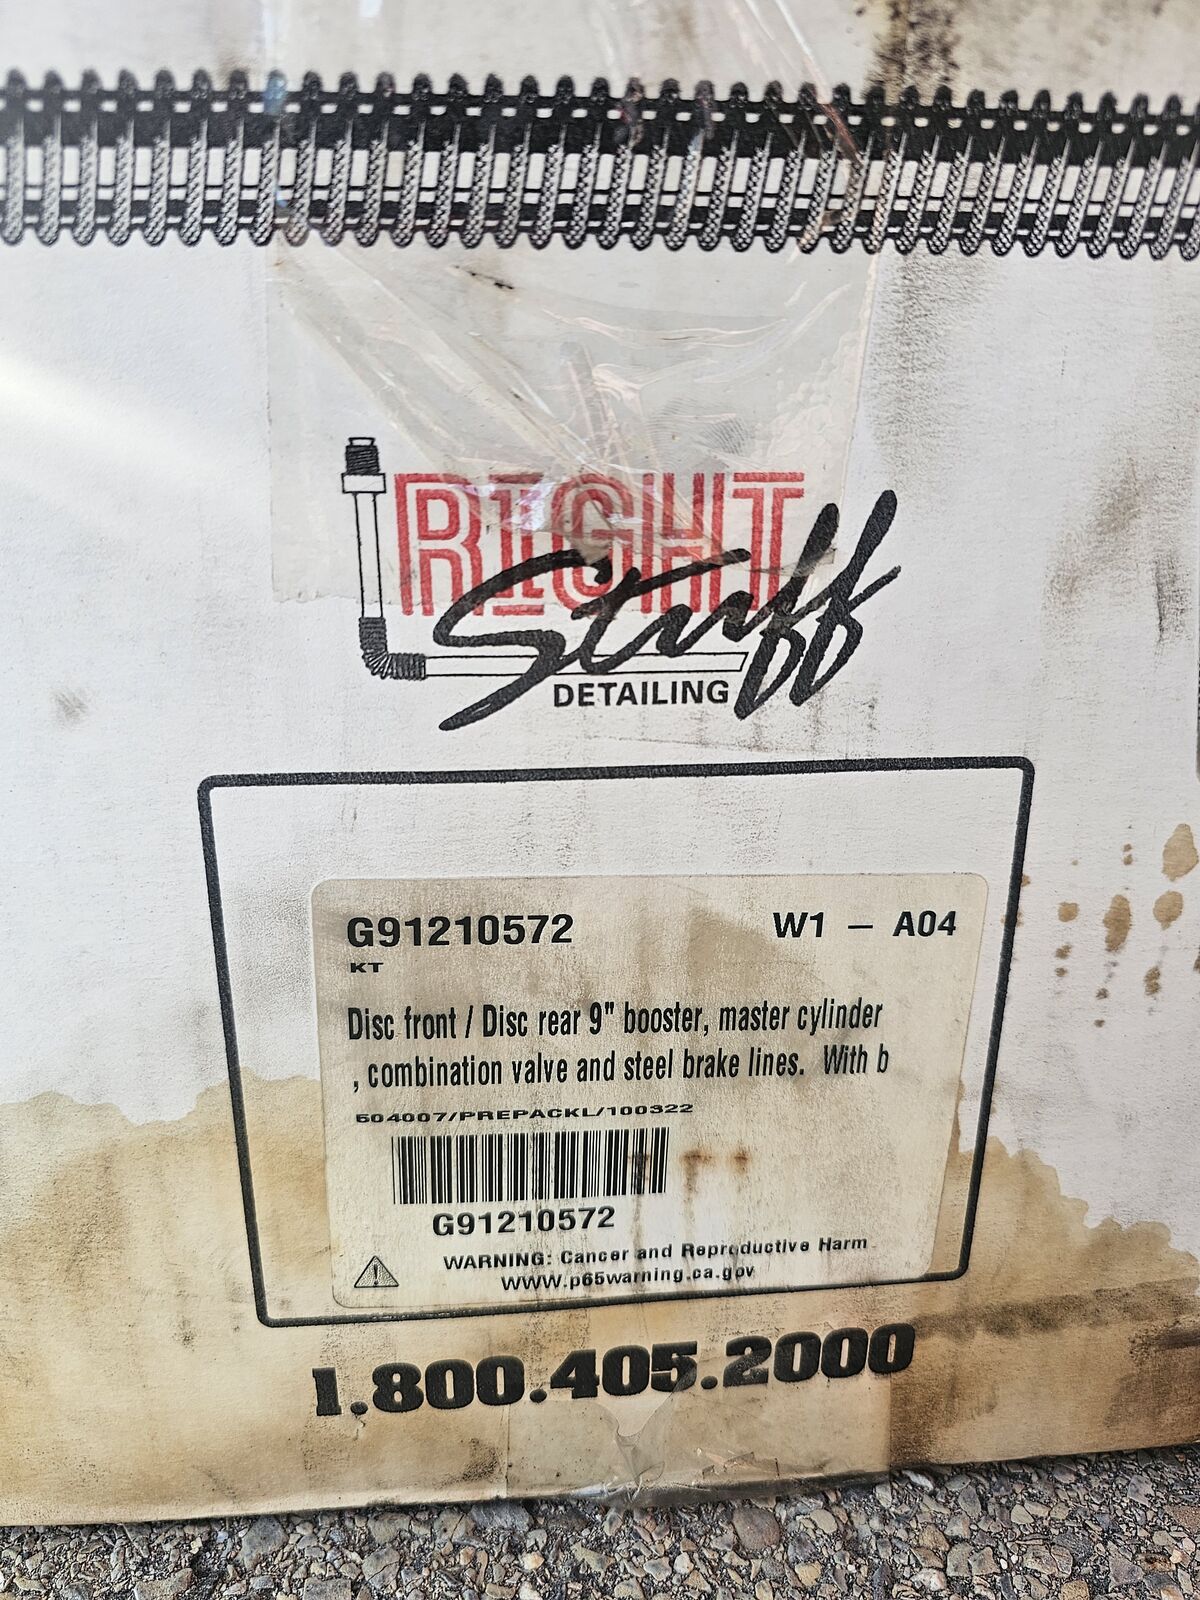 RIGHT
Stuff
DETAILING
G91210572 W1 - A04
KT
Disc front / Disc rear 9" booster, master cylinder
, combination valve and steel brake lines. With b
504007/PREPACKL/100322
G91210572
WARNING: Cancer and Reproductive Harm
WWW.p65warning.ca.gov
1.800.405.2000